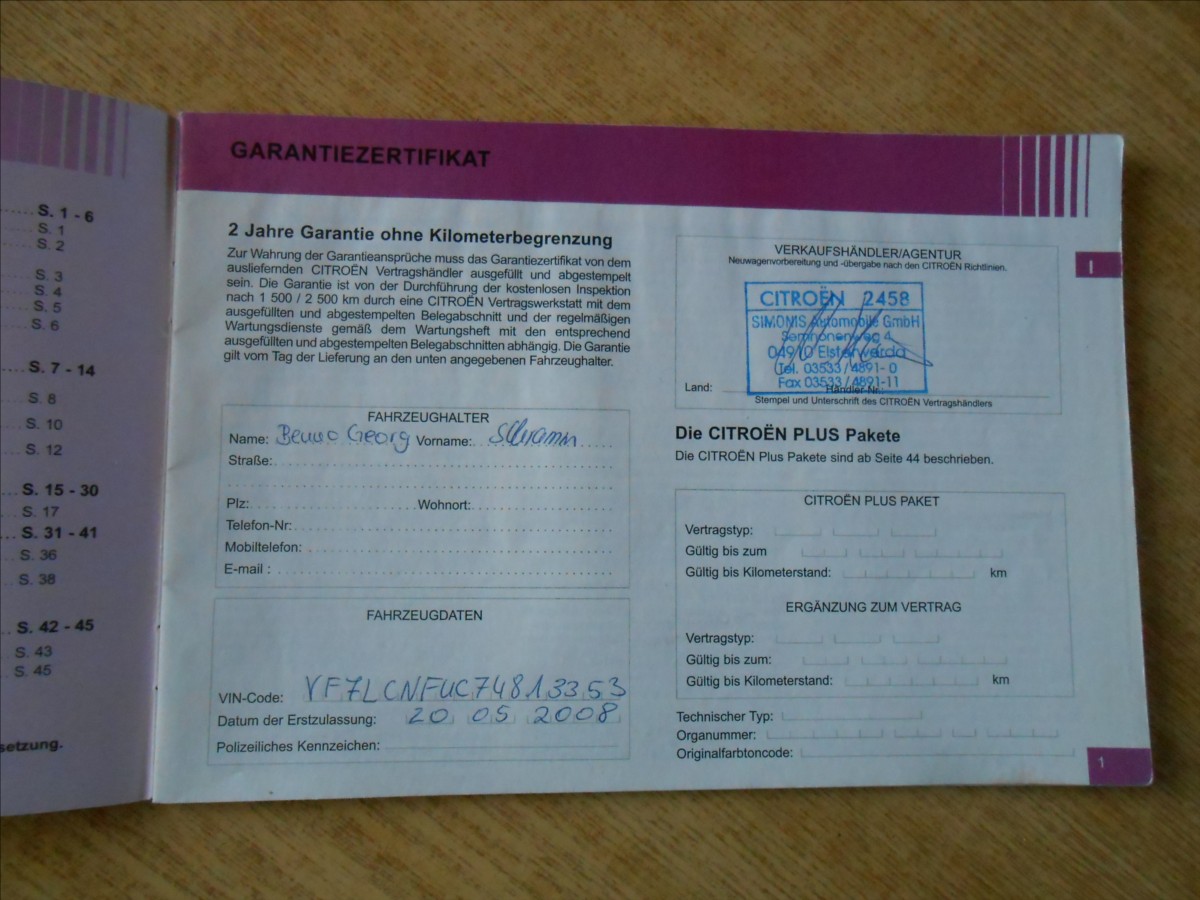 S. 1 - 6
S. 1
S. 2
S. 3
S. 4
S. 5
S. 6
S. 7 - 14
S. 8
S. 10
S. 12
S. 15 - 30
S. 17
S. 31 - 41
S. 36
S. 38
S. 42 - 45
S. 43
S. 45
setzung.
GARANTIEZERTIFIKAT
2 Jahre Garantie ohne Kilometerbegrenzung
Zur Wahrung der Garantieansprüche muss das Garantiezertifikat von dem
ausliefernden CITROËN Vertragshändler ausgefüllt und abgestempelt
sein. Die Garantie ist von der Durchführung der kostenlosen Inspektion
nach 1 500 / 2 500 km durch eine CITROËN Vertragswerkstatt mit dem
ausgefüllten und abgestempelten Belegabschnitt und der regelmäßigen
Wartungsdienste gemäß dem Wartungsheft mit den entsprechend
ausgefüllten und abgestempelten Belegabschnitten abhängig. Die Garantie
gilt vom Tag der Lieferung an den unten angegebenen Fahrzeughalter.
FAHRZEUGHALTER
Name: Benno Georg Vorname: Schramm
Straße:
Plz: Wohnort:
Telefon-Nr:
Mobiltelefon:
E-mail :
FAHRZEUGDATEN
VIN-Code: VF7LCNFUC74813353
Datum der Erstzulassung: 20 05 2008
Polizeiliches Kennzeichen:
VERKAUFSHÄNDLER/AGENTUR
Neuwagenvorbereitung und -übergabe nach den CITROËN Richtlinien.
CITROËN 2458
SIMONIS Automobile GmbH
Semnonenweg 4
04910 Elsterwerda
Tel. 03533/4891-0
Fax 03533/4891-11
Land: Händler-Nr.:
Stempel und Unterschrift des CITROËN Vertragshändlers
Die CITROËN PLUS Pakete
Die CITROËN Plus Pakete sind ab Seite 44 beschrieben.
CITROËN PLUS PAKET
Vertragstyp:
Gültig bis zum
Gültig bis Kilometerstand: km
ERGÄNZUNG ZUM VERTRAG
Vertragstyp:
Gültig bis zum:
Gültig bis Kilometerstand: km
Technischer Typ:
Organummer:
Originalfarbtoncode:
I
1